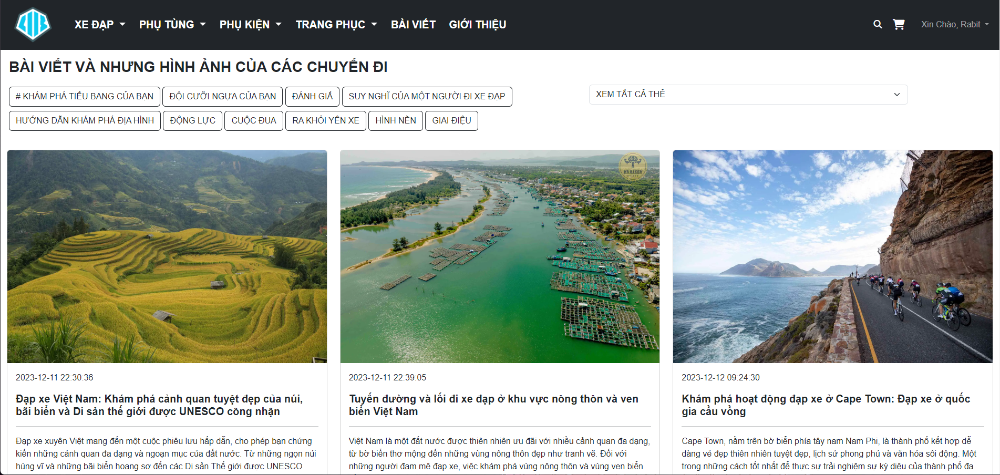 XE ĐẠP PHỤ TÙNG PHỤ KIỆN TRANG PHỤC BÀI VIẾT GIỚI THIỆU Xin Chào, Rabit
BÀI VIẾT VÀ NHƯNG HÌNH ẢNH CỦA CÁC CHUYẾN ĐI
# KHÁM PHÁ TIỂU BANG CỦA BẠN ĐỘI CƯỠI NGỰA CỦA BẠN ĐÁNH GIÁ SUY NGHĨ CỦA MỘT NGƯỜI ĐI XE ĐẠP
XEM TẤT CẢ THẺ
HƯỚNG DẪN KHÁM PHÁ ĐỊA HÌNH ĐỘNG LỰC CUỘC ĐUA RA KHỎI YÊN XE HÌNH NỀN GIAI ĐIỆU
MR BIKER
2023-12-11 22:30:36
Đạp xe Việt Nam: Khám phá cảnh quan tuyệt đẹp của núi,
bãi biển và Di sản thế giới được UNESCO công nhận
Đạp xe xuyên Việt mang đến một cuộc phiêu lưu hấp dẫn, cho phép bạn chứng
kiến những cảnh quan đa dạng và ngoạn mục của đất nước. Từ những ngọn núi
hùng vĩ và những bãi biển hoang sơ đến các Di sản Thế giới được UNESCO
2023-12-11 22:39:05
Tuyến đường và lối đi xe đạp ở khu vực nông thôn và ven
biển Việt Nam
Việt Nam là một đất nước được thiên nhiên ưu đãi với nhiều cảnh quan đa dạng,
từ bờ biển thơ mộng đến những vùng nông thôn đẹp như tranh vẽ. Đối với
những người đam mê đạp xe, việc khám phá vùng nông thôn và vùng ven biển
2023-12-12 09:24:30
Khám phá hoạt động đạp xe ở Cape Town: Đạp xe ở quốc
gia cầu vồng
Cape Town, nằm trên bờ biển phía tây nam Nam Phi, là thành phố kết hợp dễ
dàng vẻ đẹp thiên nhiên tuyệt đẹp, lịch sử phong phú và văn hóa sôi động. Một
trong những cách tốt nhất để thực sự trải nghiệm sự kỳ diệu của thành phố đa